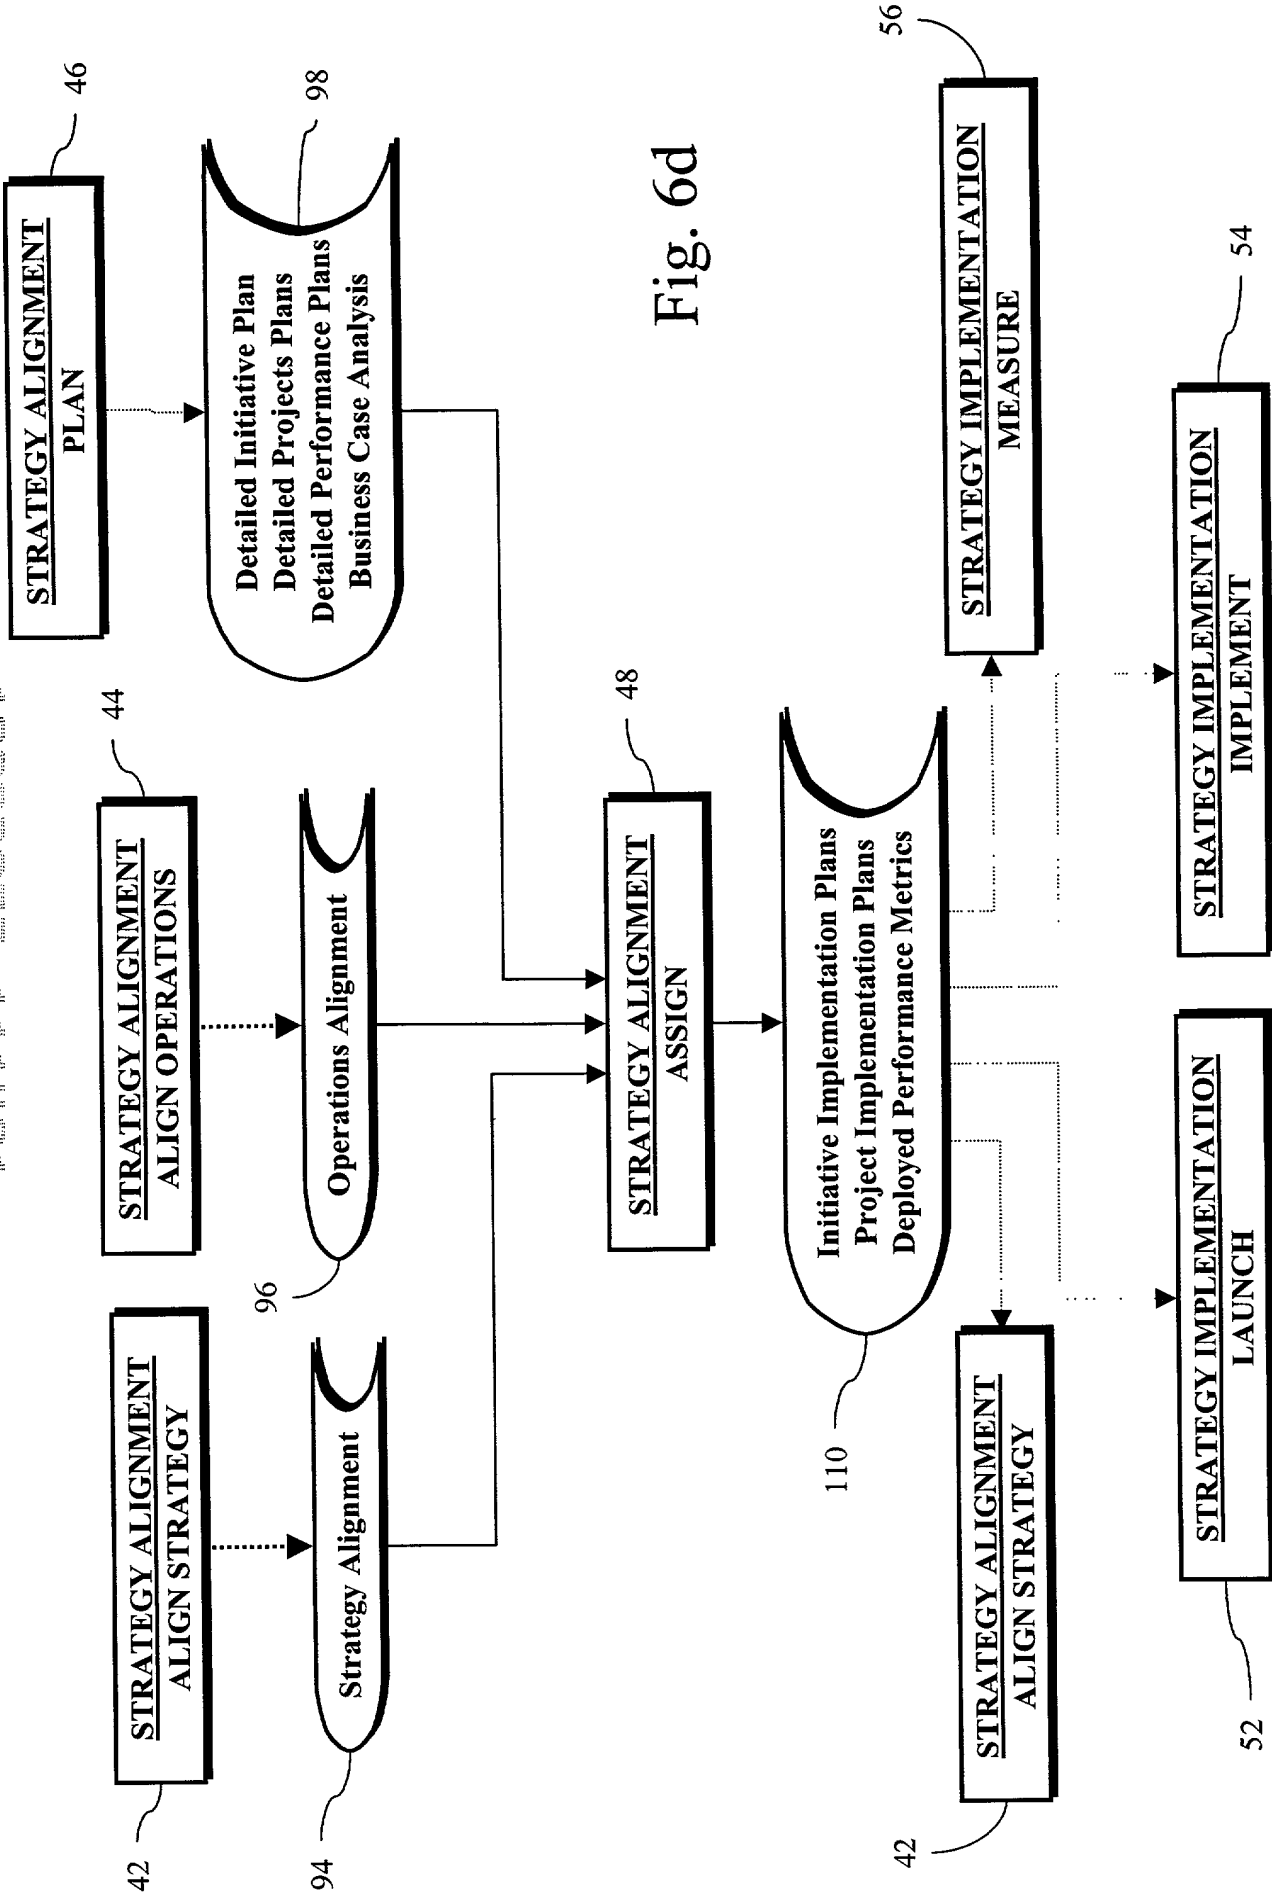 STRATEGY ALIGNMENT
ALIGN STRATEGY
42
STRATEGY ALIGNMENT
ALIGN OPERATIONS
44
STRATEGY ALIGNMENT
PLAN
46
Strategy Alignment
94
Operations Alignment
96
Detailed Initiative Plan
Detailed Projects Plans
Detailed Performance Plans
Business Case Analysis
98
STRATEGY ALIGNMENT
ASSIGN
48
Initiative Implementation Plans
Project Implementation Plans
Deployed Performance Metrics
110
STRATEGY ALIGNMENT
ALIGN STRATEGY
42
STRATEGY IMPLEMENTATION
MEASURE
56
STRATEGY IMPLEMENTATION
LAUNCH
52
STRATEGY IMPLEMENTATION
IMPLEMENT
54
Fig. 6d